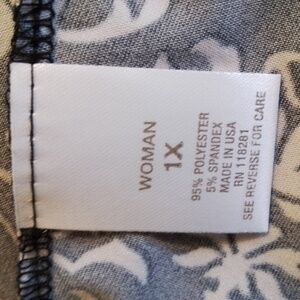 WOMAN
1X
95% POLYESTER
5% SPANDEX
MADE IN USA
RN 118281
SEE REVERSE FOR CARE